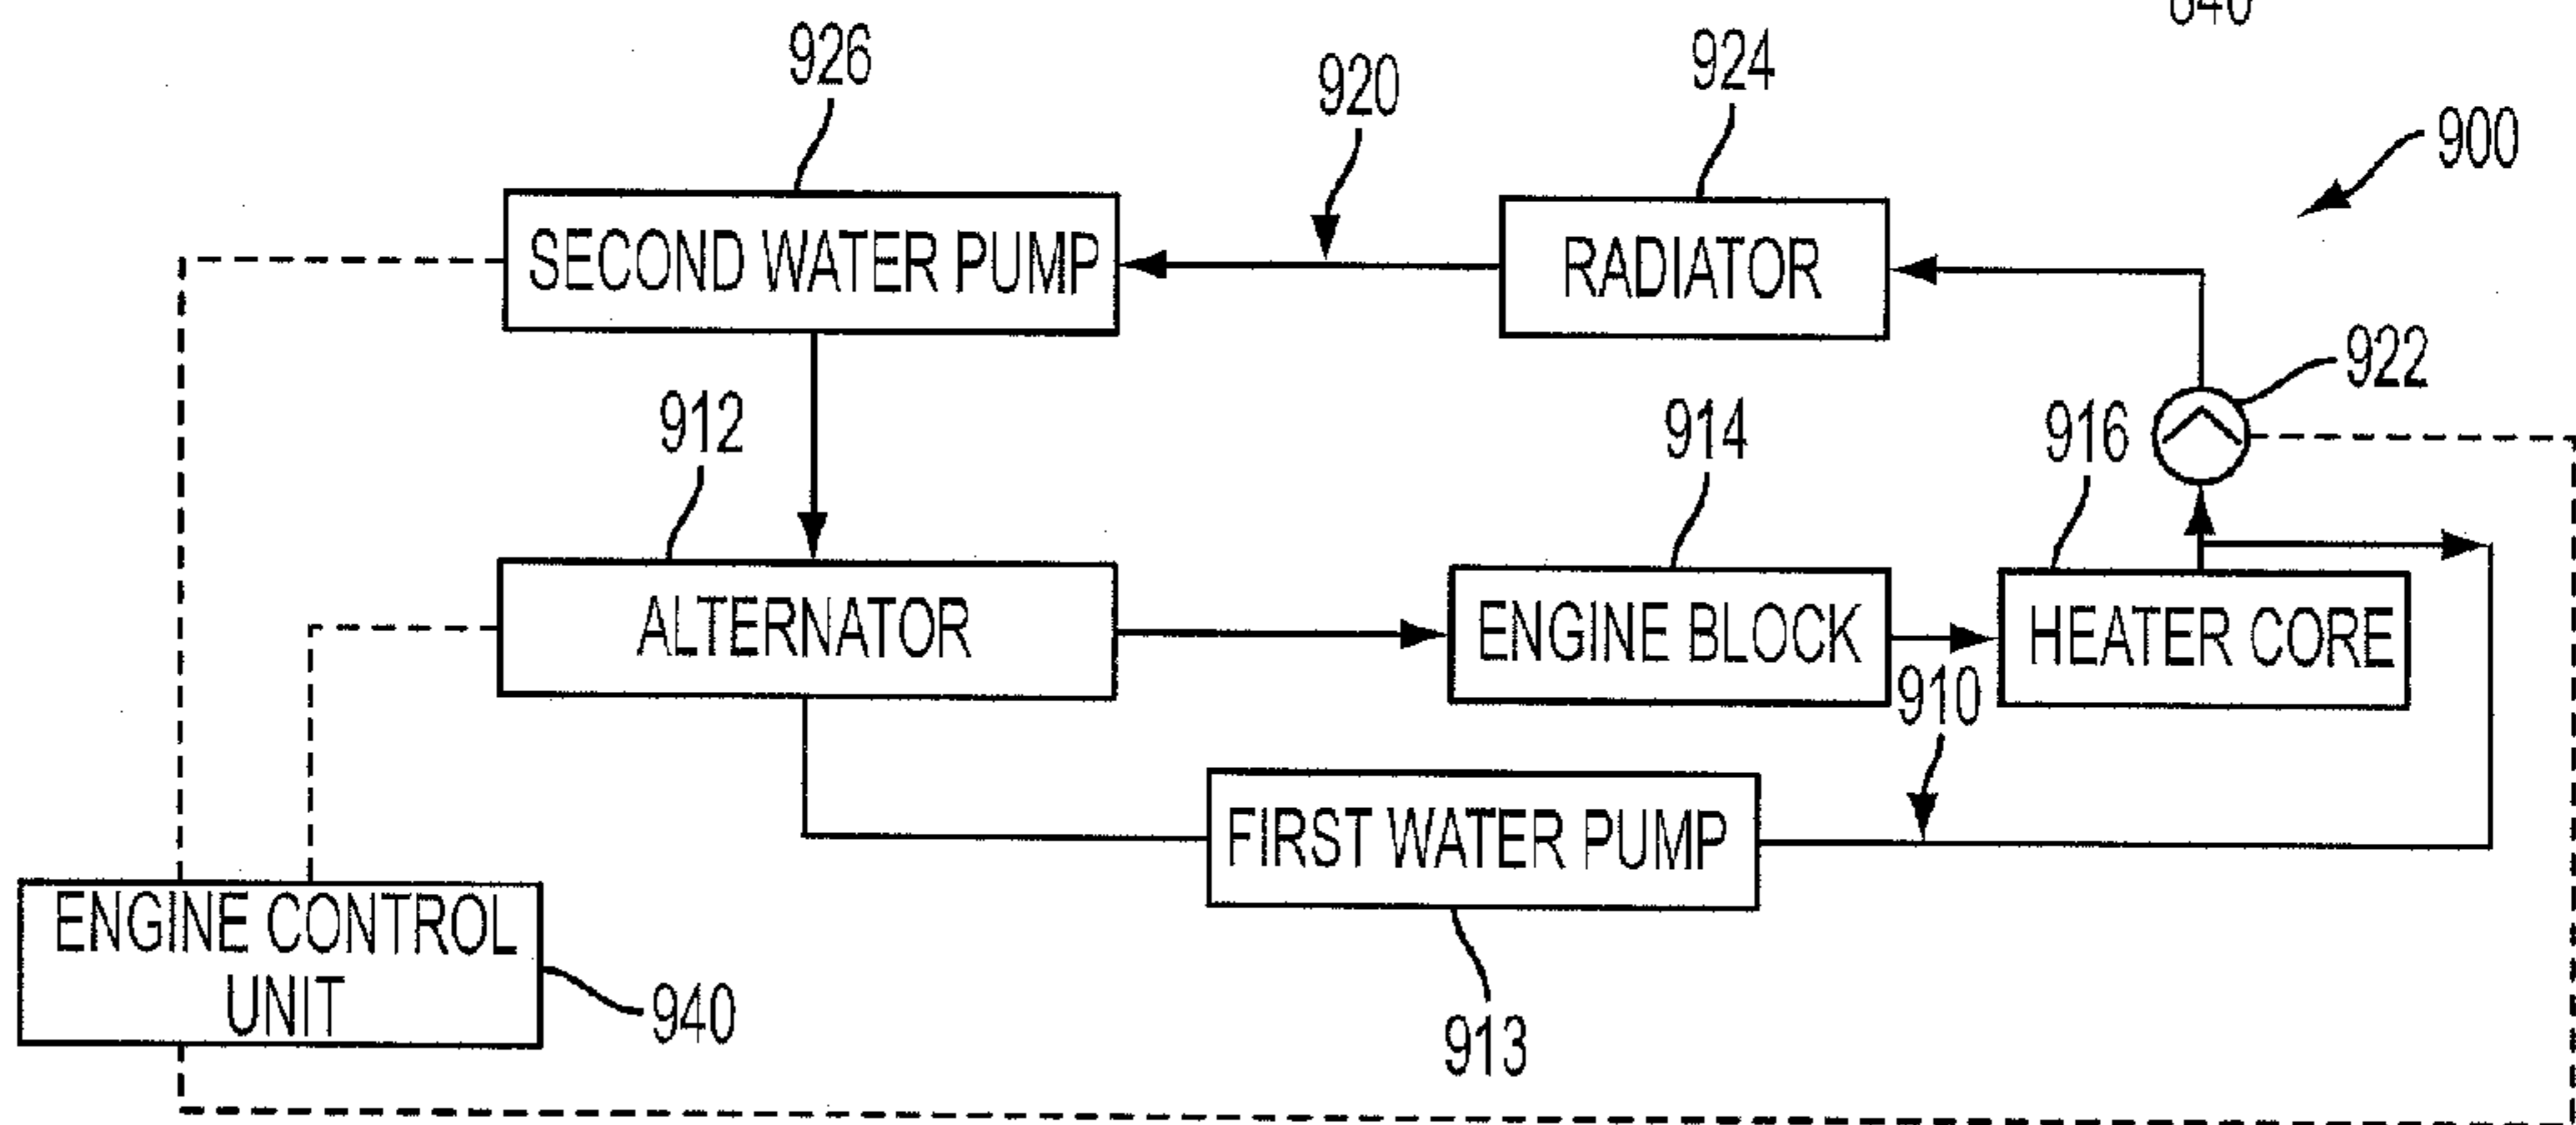 926
920
924
900
SECOND WATER PUMP
RADIATOR
922
912
914
916
ALTERNATOR
ENGINE BLOCK
HEATER CORE
910
FIRST WATER PUMP
ENGINE CONTROL
UNIT
940
913